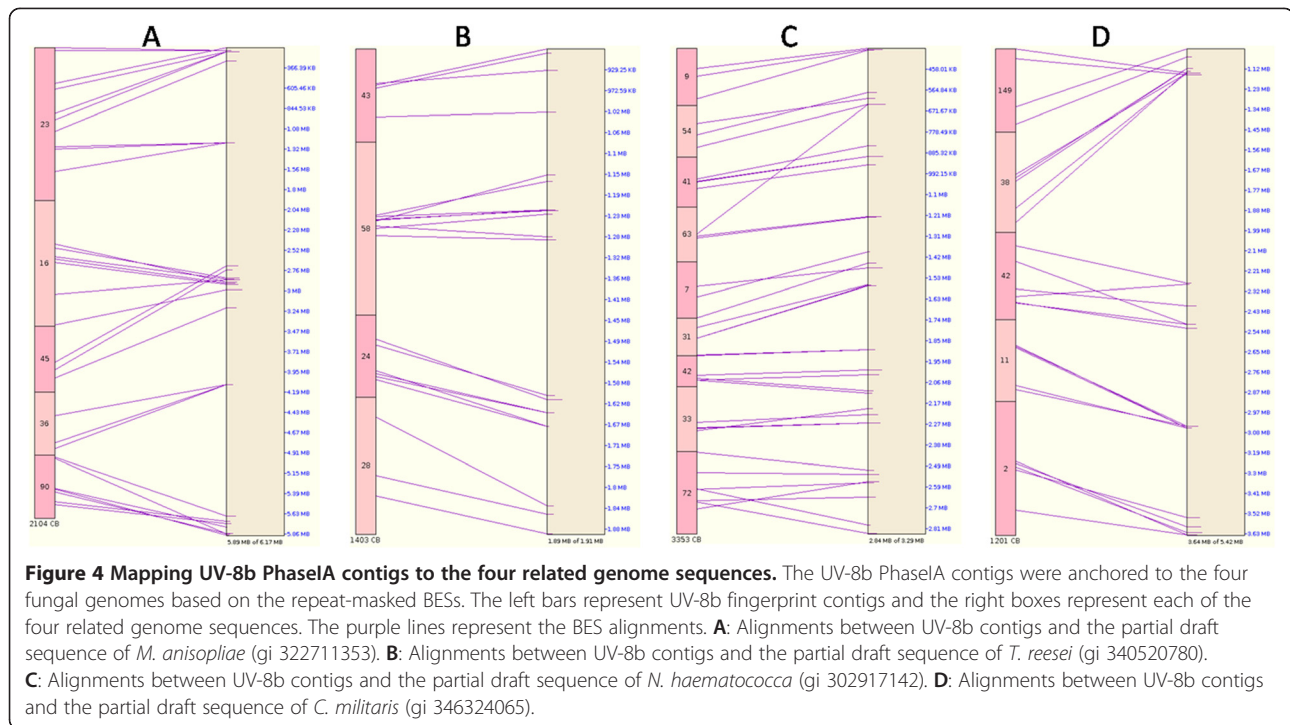 A
B
C
D
23
16
45
36
90
2104 CB
366.39 KB
605.46 KB
844.53 KB
1.08 MB
1.32 MB
1.56 MB
1.8 MB
2.04 MB
2.28 MB
2.52 MB
2.76 MB
3 MB
3.24 MB
3.47 MB
3.71 MB
3.95 MB
4.19 MB
4.43 MB
4.67 MB
4.91 MB
5.15 MB
5.39 MB
5.63 MB
5.86 MB
5.89 MB of 6.17 MB
43
58
24
28
1403 CB
929.25 KB
972.59 KB
1.02 MB
1.06 MB
1.1 MB
1.15 MB
1.19 MB
1.23 MB
1.28 MB
1.32 MB
1.36 MB
1.41 MB
1.45 MB
1.49 MB
1.54 MB
1.58 MB
1.62 MB
1.67 MB
1.71 MB
1.75 MB
1.8 MB
1.84 MB
1.88 MB
1.89 MB of 1.91 MB
9
54
41
63
7
31
42
33
72
3353 CB
458.01 KB
564.84 KB
671.67 KB
778.49 KB
885.32 KB
992.15 KB
1.1 MB
1.21 MB
1.31 MB
1.42 MB
1.53 MB
1.63 MB
1.74 MB
1.85 MB
1.95 MB
2.06 MB
2.17 MB
2.27 MB
2.38 MB
2.49 MB
2.59 MB
2.7 MB
2.81 MB
2.84 MB of 3.29 MB
149
38
42
11
2
1201 CB
1.12 MB
1.23 MB
1.34 MB
1.45 MB
1.56 MB
1.67 MB
1.77 MB
1.88 MB
1.99 MB
2.1 MB
2.21 MB
2.32 MB
2.43 MB
2.54 MB
2.65 MB
2.76 MB
2.87 MB
2.97 MB
3.08 MB
3.19 MB
3.3 MB
3.41 MB
3.52 MB
3.63 MB
3.64 MB of 5.42 MB
Figure 4 Mapping UV-8b PhaseIA contigs to the four related genome sequences. The UV-8b PhaseIA contigs were anchored to the four
fungal genomes based on the repeat-masked BESs. The left bars represent UV-8b fingerprint contigs and the right boxes represent each of the
four related genome sequences. The purple lines represent the BES alignments. A: Alignments between UV-8b contigs and the partial draft
sequence of M. anisopliae (gi 322711353). B: Alignments between UV-8b contigs and the partial draft sequence of T. reesei (gi 340520780).
C: Alignments between UV-8b contigs and the partial draft sequence of N. haematococca (gi 302917142). D: Alignments between UV-8b contigs
and the partial draft sequence of C. militaris (gi 346324065).